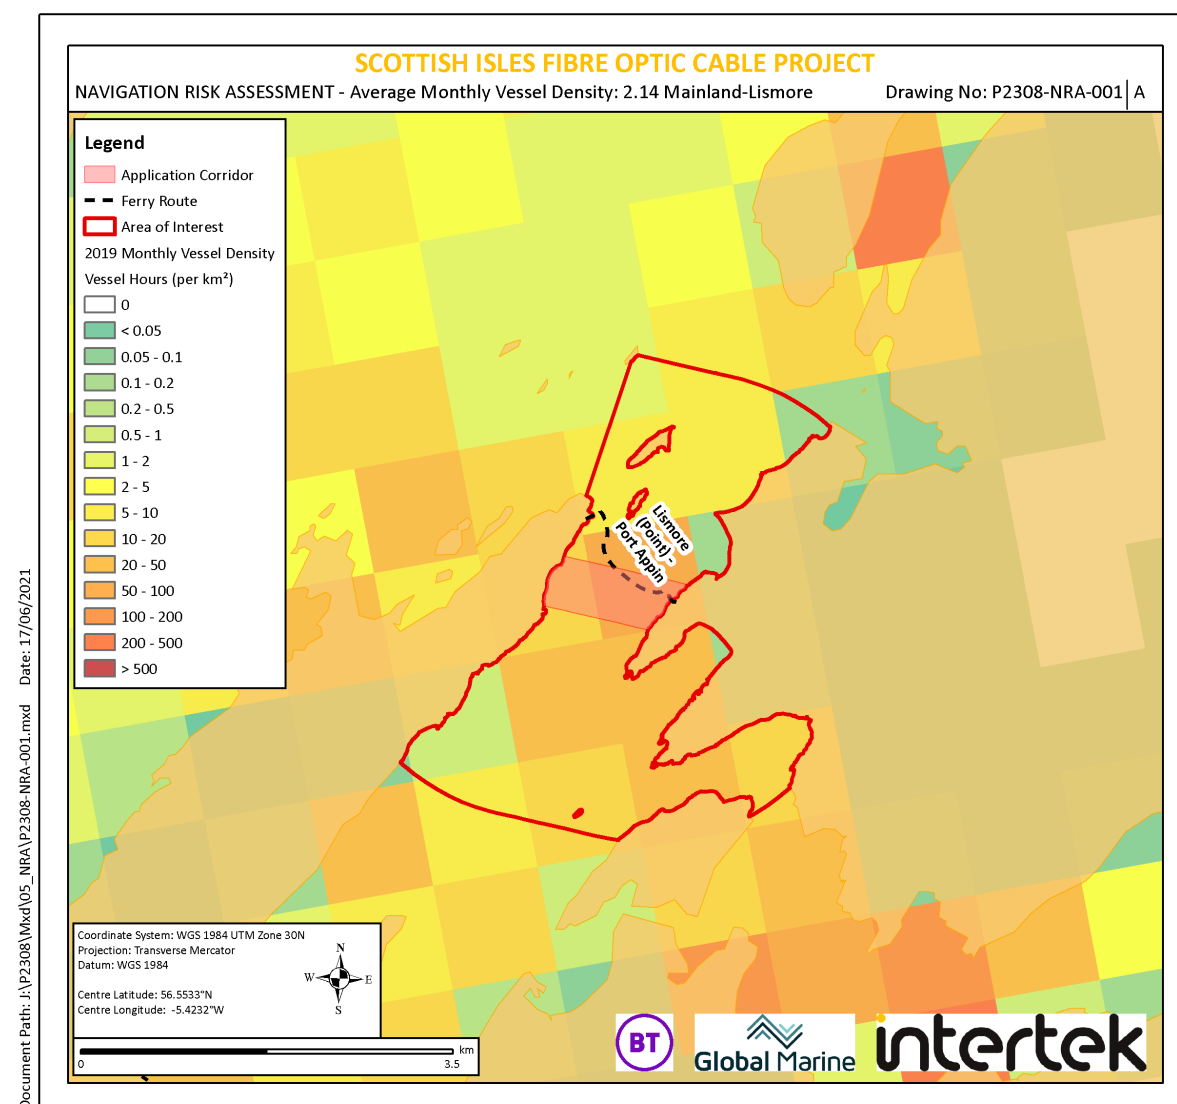 SCOTTISH ISLES FIBRE OPTIC CABLE PROJECT
NAVIGATION RISK ASSESSMENT - Average Monthly Vessel Density: 2.14 Mainland-Lismore
Drawing No: P2308-NRA-001 A
Legend
Application Corridor
Ferry Route
Area of Interest
2019 Monthly Vessel Density
Vessel Hours (per km²)
0
< 0.05
0.05 - 0.1
0.1 - 0.2
0.2 - 0.5
0.5 - 1
1 - 2
2 - 5
5 - 10
10 - 20
20 - 50
50 - 100
100 - 200
200 - 500
> 500
Lismore
(Point) -
Port Appin
Coordinate System: WGS 1984 UTM Zone 30N
Projection: Transverse Mercator
Datum: WGS 1984
Centre Latitude: 56.5533°N
Centre Longitude: -5.4232°W
N
W E
S
km
0 3.5
BT
Global Marine
intertek
Document Path: J:\P2308\Mxd\05_NRA\P2308-NRA-001.mxd Date: 17/06/2021